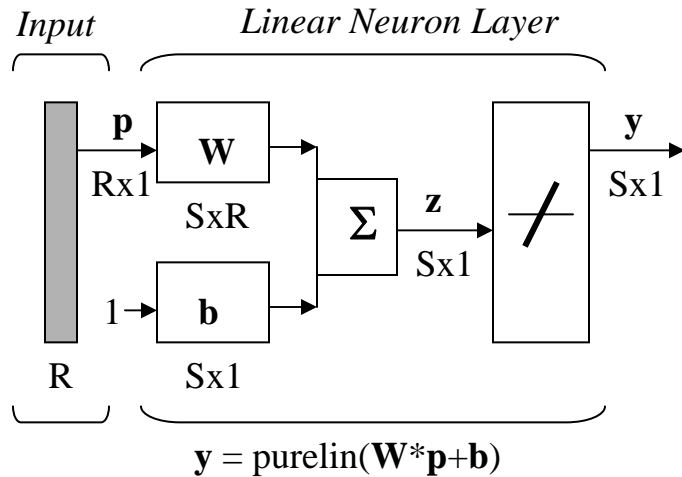 Input
Linear Neuron Layer
p
W
y
Rx1
Sx1
SxR
Σ
z
Sx1
1
b
R
Sx1
y = purelin(W*p+b)